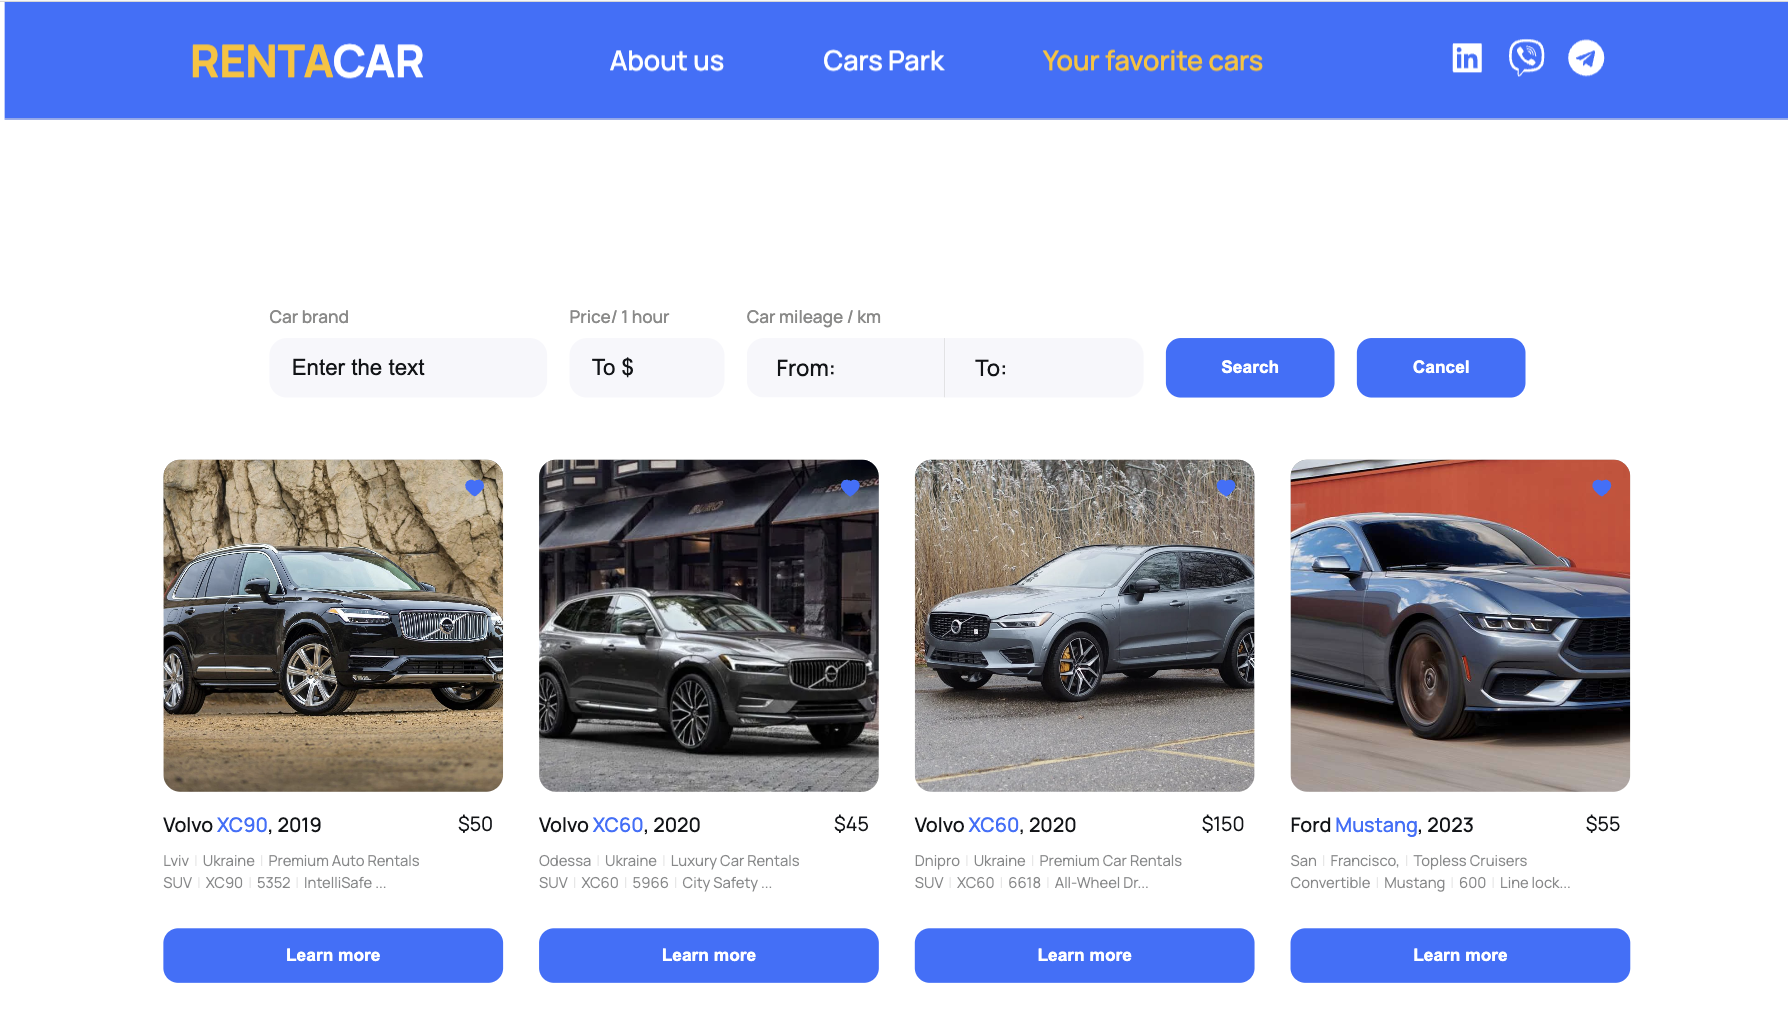 RENTACAR
About us
Cars Park
Your favorite cars
in
Car brand
Price/ 1 hour
Car mileage / km
Enter the text
To $
From:
To:
Search
Cancel
Volvo XC90, 2019 $50
Lviv | Ukraine | Premium Auto Rentals
SUV | XC90 | 5352 | IntelliSafe ...
Learn more
Volvo XC60, 2020 $45
Odessa | Ukraine | Luxury Car Rentals
SUV | XC60 | 5966 | City Safety ...
Learn more
Volvo XC60, 2020 $150
Dnipro | Ukraine | Premium Car Rentals
SUV | XC60 | 6618 | All-Wheel Dr...
Learn more
Ford Mustang, 2023 $55
San | Francisco, | Topless Cruisers
Convertible | Mustang | 600 | Line lock...
Learn more